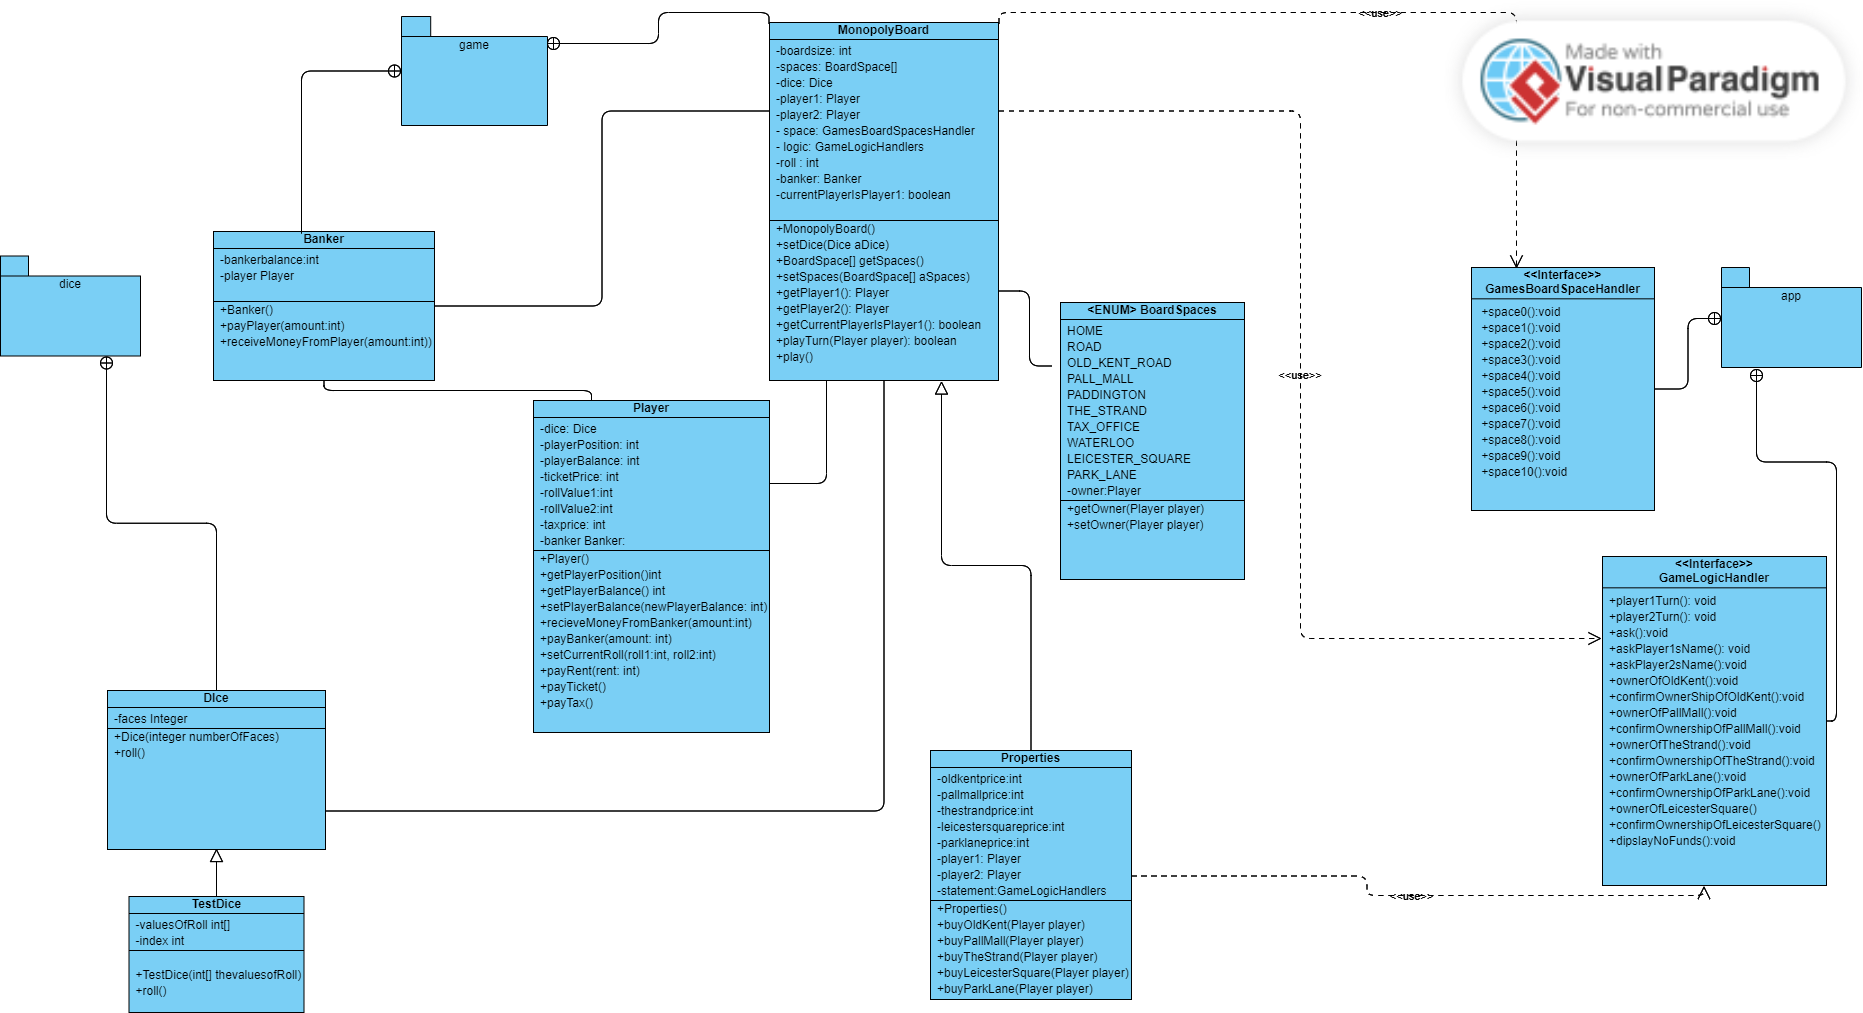 game
MonopolyBoard
-boardsize: int
-spaces: BoardSpace[]
-dice: Dice
-player1: Player
-player2: Player
- space: GamesBoardSpacesHandler
- logic: GameLogicHandlers
-roll : int
-banker: Banker
-currentPlayerIsPlayer1: boolean
+MonopolyBoard()
+setDice(Dice aDice)
+BoardSpace[] getSpaces()
+setSpaces(BoardSpace[] aSpaces)
+getPlayer1(): Player
+getPlayer2(): Player
+getCurrentPlayerIsPlayer1(): boolean
+playTurn(Player player): boolean
+play()
<<use>>
Made with
Visual Paradigm
For non-commercial use
Banker
-bankerbalance:int
-player Player
+Banker()
+payPlayer(amount:int)
+receiveMoneyFromPlayer(amount:int))
dice
<ENUM> BoardSpaces
HOME
ROAD
OLD_KENT_ROAD
PALL_MALL
PADDINGTON
THE_STRAND
TAX_OFFICE
WATERLOO
LEICESTER_SQUARE
PARK_LANE
-owner:Player
+getOwner(Player player)
+setOwner(Player player)
<<use>>
<<Interface>>
GamesBoardSpaceHandler
+space0():void
+space1():void
+space2():void
+space3():void
+space4():void
+space5():void
+space6():void
+space7():void
+space8():void
+space9():void
+space10():void
app
Player
-dice: Dice
-playerPosition: int
-playerBalance: int
-ticketPrice: int
-rollValue1:int
-rollValue2:int
-taxprice: int
-banker Banker:
+Player()
+getPlayerPosition()int
+getPlayerBalance() int
+setPlayerBalance(newPlayerBalance: int)
+recieveMoneyFromBanker(amount:int)
+payBanker(amount: int)
+setCurrentRoll(roll1:int, roll2:int)
+payRent(rent: int)
+payTicket()
+payTax()
<<Interface>>
GameLogicHandler
+player1Turn(): void
+player2Turn(): void
+ask():void
+askPlayer1sName(): void
+askPlayer2sName():void
+ownerOfOldKent():void
+confirmOwnerShipOfOldKent():void
+ownerOfPallMall():void
+confirmOwnershipOfPallMall():void
+ownerOfTheStrand():void
+confirmOwnershipOfTheStrand():void
+ownerOfParkLane():void
+confirmOwnershipOfParkLane():void
+ownerOfLeicesterSquare()
+confirmOwnershipOfLeicesterSquare()
+dipslayNoFunds():void
DIce
-faces Integer
+Dice(integer numberOfFaces)
+roll()
Properties
-oldkentprice:int
-pallmallprice:int
-thestrandprice:int
-leicestersquareprice:int
-parklaneprice:int
-player1: Player
-player2: Player
-statement:GameLogicHandlers
+Properties()
+buyOldKent(Player player)
+buyPallMall(Player player)
+buyTheStrand(Player player)
+buyLeicesterSquare(Player player)
+buyParkLane(Player player)
<<use>>
TestDice
-valuesOfRoll int[]
-index int
+TestDice(int[] thevaluesofRoll)
+roll()